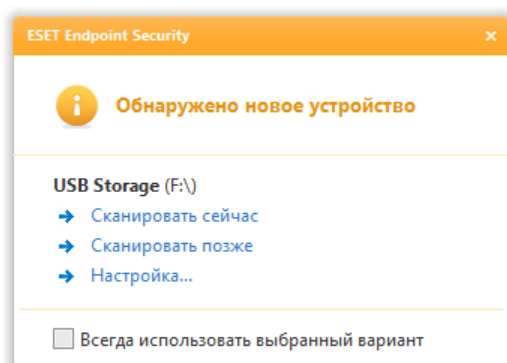 ESET Endpoint Security
Обнаружено новое устройство
USB Storage (F:\)
Сканировать сейчас
Сканировать позже
Настройка...
Всегда использовать выбранный вариант